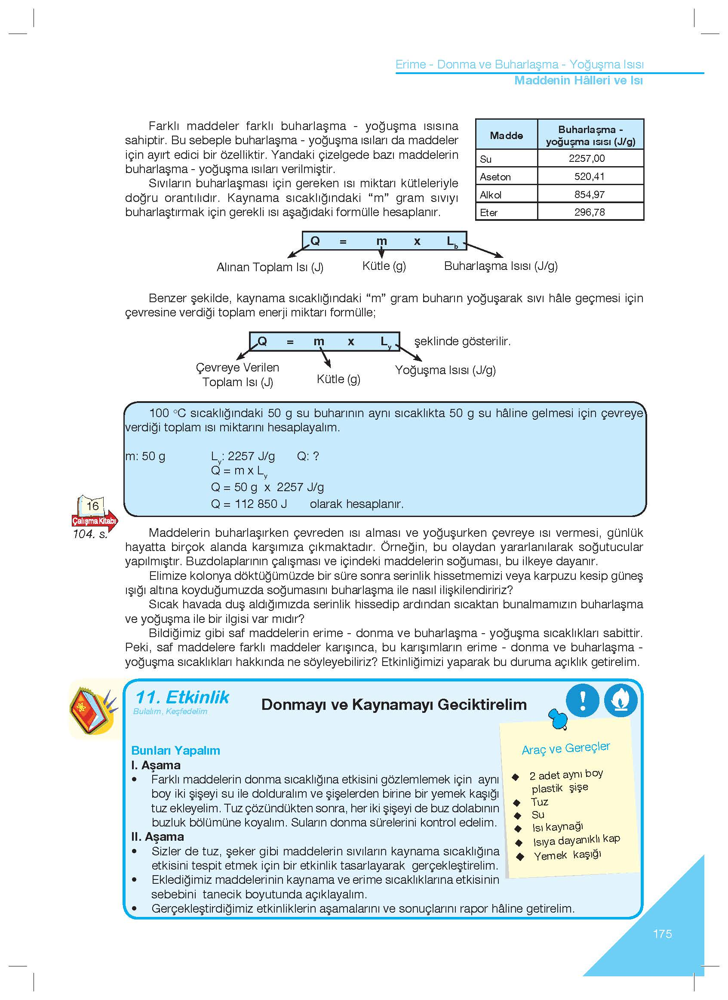 Erime - Donma ve Buharlaşma - Yoğuşma Isısı
Maddenin Hâlleri ve Isı
Farklı maddeler farklı buharlaşma - yoğuşma ısısına
sahiptir. Bu sebeple buharlaşma - yoğuşma ısıları da maddeler
için ayırt edici bir özelliktir. Yandaki çizelgede bazı maddelerin
buharlaşma - yoğuşma ısıları verilmiştir.
Sıvıların buharlaşması için gereken ısı miktarı kütleleriyle
doğru orantılıdır. Kaynama sıcaklığındaki “m” gram sıvıyı
buharlaştırmak için gerekli ısı aşağıdaki formülle hesaplanır.
Madde Buharlaşma -
yoğuşma ısısı (J/g)
Su 2257,00
Aseton 520,41
Alkol 854,97
Eter 296,78
Q = m x Lb
Alınan Toplam Isı (J) Kütle (g) Buharlaşma Isısı (J/g)
Benzer şekilde, kaynama sıcaklığındaki “m” gram buharın yoğuşarak sıvı hâle geçmesi için
çevresine verdiği toplam enerji miktarı formülle;
Q = m x Ly şeklinde gösterilir.
Çevreye Verilen
Toplam Isı (J) Kütle (g) Yoğuşma Isısı (J/g)
100 °C sıcaklığındaki 50 g su buharının aynı sıcaklıkta 50 g su hâline gelmesi için çevreye
verdiği toplam ısı miktarını hesaplayalım.
m: 50 g Ly: 2257 J/g Q: ?
Q = m x Ly
Q = 50 g x 2257 J/g
Q = 112 850 J olarak hesaplanır.
16
Çalışma Kitabı
104. s.
Maddelerin buharlaşırken çevreden ısı alması ve yoğuşurken çevreye ısı vermesi, günlük
hayatta birçok alanda karşımıza çıkmaktadır. Örneğin, bu olaydan yararlanılarak soğutucular
yapılmıştır. Buzdolaplarının çalışması ve içindeki maddelerin soğuması, bu ilkeye dayanır.
Elimize kolonya döktüğümüzde bir süre sonra serinlik hissetmemizi veya karpuzu kesip güneş
ışığı altına koyduğumuzda soğumasını buharlaşma ile nasıl ilişkilendiririz?
Sıcak havada duş aldığımızda serinlik hissedip ardından sıcaktan bunalmamızın buharlaşma
ve yoğuşma ile bir ilgisi var mıdır?
Bildiğimiz gibi saf maddelerin erime - donma ve buharlaşma - yoğuşma sıcaklıkları sabittir.
Peki, saf maddelere farklı maddeler karışınca, bu karışımların erime - donma ve buharlaşma -
yoğuşma sıcaklıkları hakkında ne söyleyebiliriz? Etkinliğimizi yaparak bu duruma açıklık getirelim.
11. Etkinlik
Bulalım, Keşfedelim
Donmayı ve Kaynamayı Geciktirelim
Bunları Yapalım
I. Aşama
• Farklı maddelerin donma sıcaklığına etkisini gözlemlemek için aynı
boy iki şişeyi su ile dolduralım ve şişelerden birine bir yemek kaşığı
tuz ekleyelim. Tuz çözündükten sonra, her iki şişeyi de buz dolabının
buzluk bölümüne koyalım. Suların donma sürelerini kontrol edelim.
II. Aşama
• Sizler de tuz, şeker gibi maddelerin sıvıların kaynama sıcaklığına
etkisini tespit etmek için bir etkinlik tasarlayarak gerçekleştirelim.
• Eklediğimiz maddelerinin kaynama ve erime sıcaklıklarına etkisinin
sebebini tanecik boyutunda açıklayalım.
• Gerçekleştirdiğimiz etkinliklerin aşamalarını ve sonuçlarını rapor hâline getirelim.
Araç ve Gereçler
◆ 2 adet aynı boy
plastik şişe
◆ Tuz
◆ Su
◆ Isı kaynağı
◆ Isıya dayanıklı kap
◆ Yemek kaşığı
175